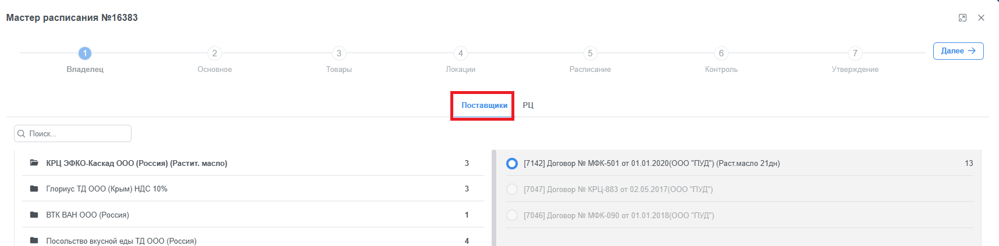 Мастер расписания №16383
1 2 3 4 5 6 7 Далее
Владелец Основное Товары Локации Расписание Контроль Утверждение
Поставщики РЦ
Поиск...
КРЦ ЭФКО-Каскад ООО (Россия) (Растит. масло) 3
[7142] Договор № МФК-501 от 01.01.2020(ООО "ПУД") (Раст.масло 21дн) 13
Глориус ТД ООО (Крым) НДС 10% 3
[7047] Договор № КРЦ-883 от 02.05.2017(ООО "ПУД")
ВТК ВАН ООО (Россия) 1
[7046] Договор № МФК-090 от 01.01.2018(ООО "ПУД")
Посольство вкусной еды ТД ООО (Россия) 4